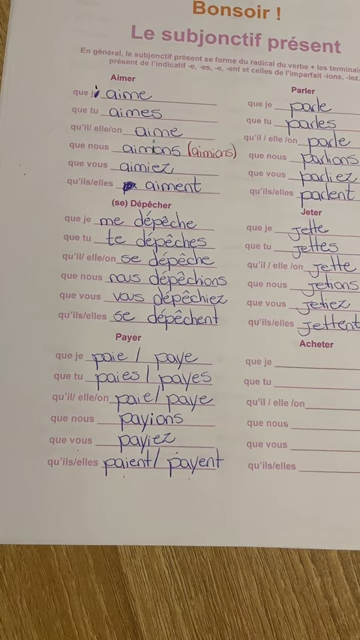 Bonsoir !
Le subjonctif présent
En général, le subjonctif présent se forme du radical du verbe + les
présent de l'indicatif -e, -es, -e, -ent et celles de l'imparfait -ions, -iez.
Aimer
que j' aime
que tu aimes
qu'il/ elle/on aime
que nous aimions (aimions)
que vous aimiez
qu'ils/elles aiment
(se) Dépêcher
que je me dépêche
que tu te dépêches
qu'il/ elle/on se dépêche
que nous nous dépêchions
que vous vous dépêchiez
qu'ils/elles se dépêchent
Payer
que je paie / paye
que tu paies / payes
qu'il/ elle/on paie/ paye
que nous payions
que vous payiez
qu'ils/elles paient/ payent
Parler
que je parle
que tu parles
qu'il / elle /on parle
que nous parlions
que vous parliez
qu'ils/elles parlent
Jeter
que je jette
que tu jettes
qu'il / elle /on jette
que nous jetions
que vous jetiez
qu'ils/elles jettent
Acheter
que je
que tu
qu'il / elle /on
que nous
que vous
qu'ils/elles